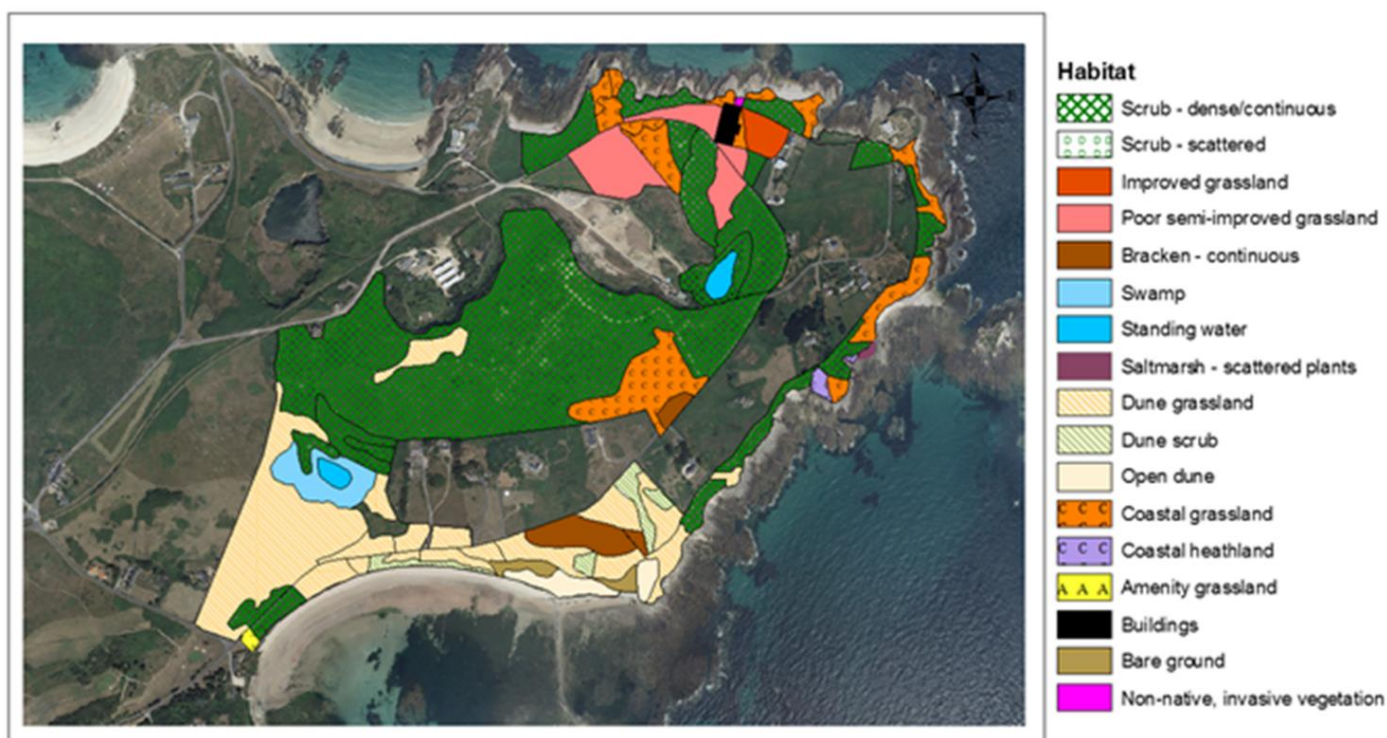 Habitat
Scrub - dense/continuous
Scrub - scattered
Improved grassland
Poor semi-improved grassland
Bracken - continuous
Swamp
Standing water
Saltmarsh - scattered plants
Dune grassland
Dune scrub
Open dune
C C C Coastal grassland
C C C Coastal heathland
A A A Amenity grassland
Buildings
Bare ground
Non-native, invasive vegetation